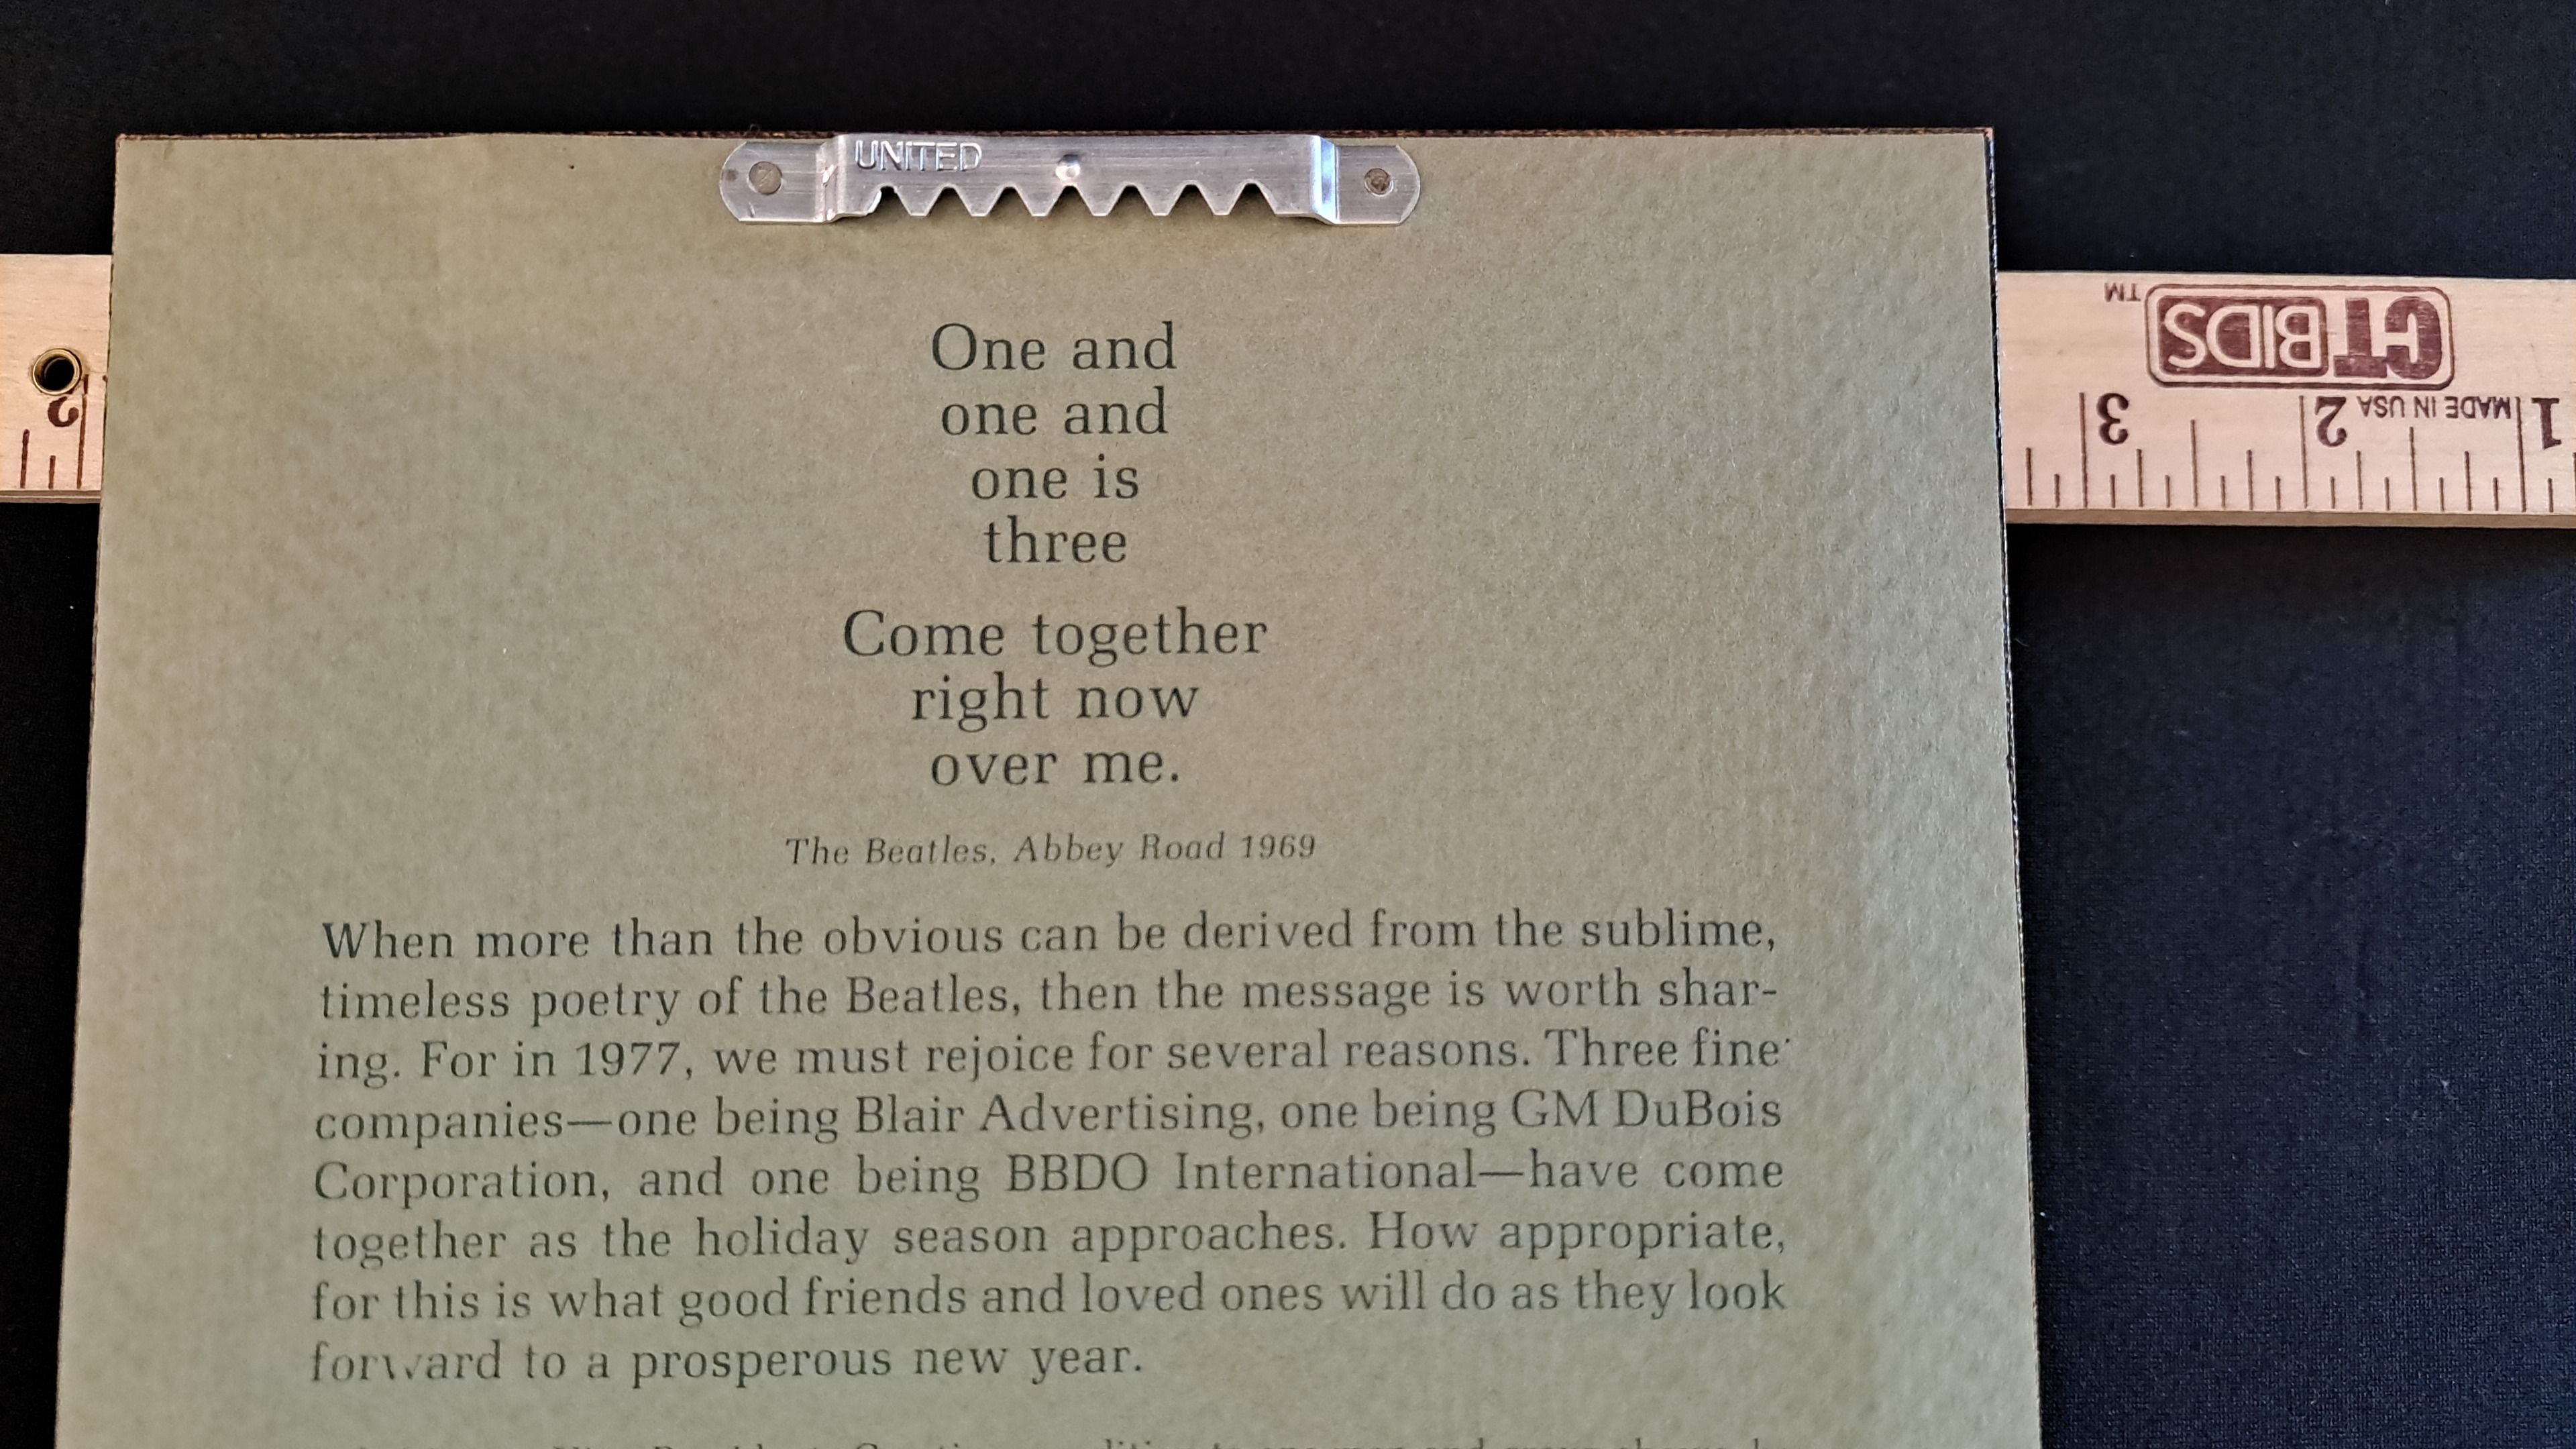 UNITED
One and
one and
one is
three
Come together
right now
over me.
The Beatles, Abbey Road 1969
When more than the obvious can be derived from the sublime,
timeless poetry of the Beatles, then the message is worth shar-
ing. For in 1977, we must rejoice for several reasons. Three fine
companies—one being Blair Advertising, one being GM DuBois
Corporation, and one being BBDO International—have come
together as the holiday season approaches. How appropriate,
for this is what good friends and loved ones will do as they look
forward to a prosperous new year.
2
CTBIDS™
3 2 MADE IN USA 1